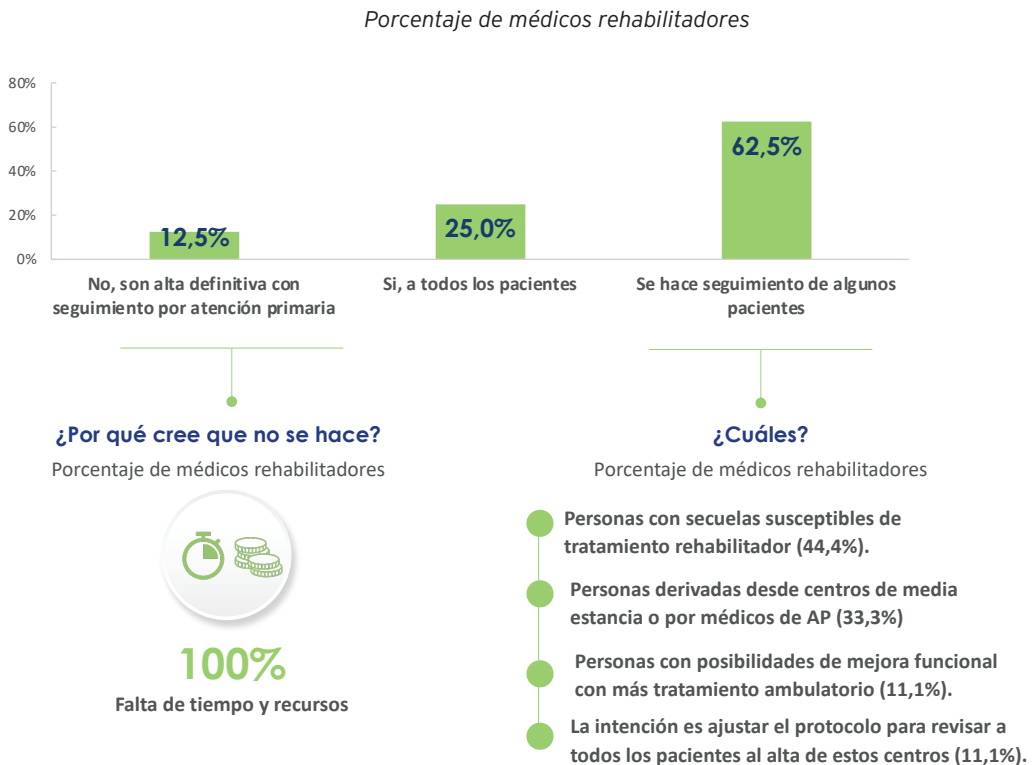 Porcentaje de médicos rehabilitadores
80%
60%
40%
20%
0%
12,5%
25,0%
62,5%
No, son alta definitiva con
seguimiento por atención primaria
Si, a todos los pacientes
Se hace seguimiento de algunos
pacientes
¿Por qué cree que no se hace?
Porcentaje de médicos rehabilitadores
100%
Falta de tiempo y recursos
¿Cuáles?
Porcentaje de médicos rehabilitadores
Personas con secuelas susceptibles de
tratamiento rehabilitador (44,4%).
Personas derivadas desde centros de media
estancia o por médicos de AP (33,3%)
Personas con posibilidades de mejora funcional
con más tratamiento ambulatorio (11,1%).
La intención es ajustar el protocolo para revisar a
todos los pacientes al alta de estos centros (11,1%).